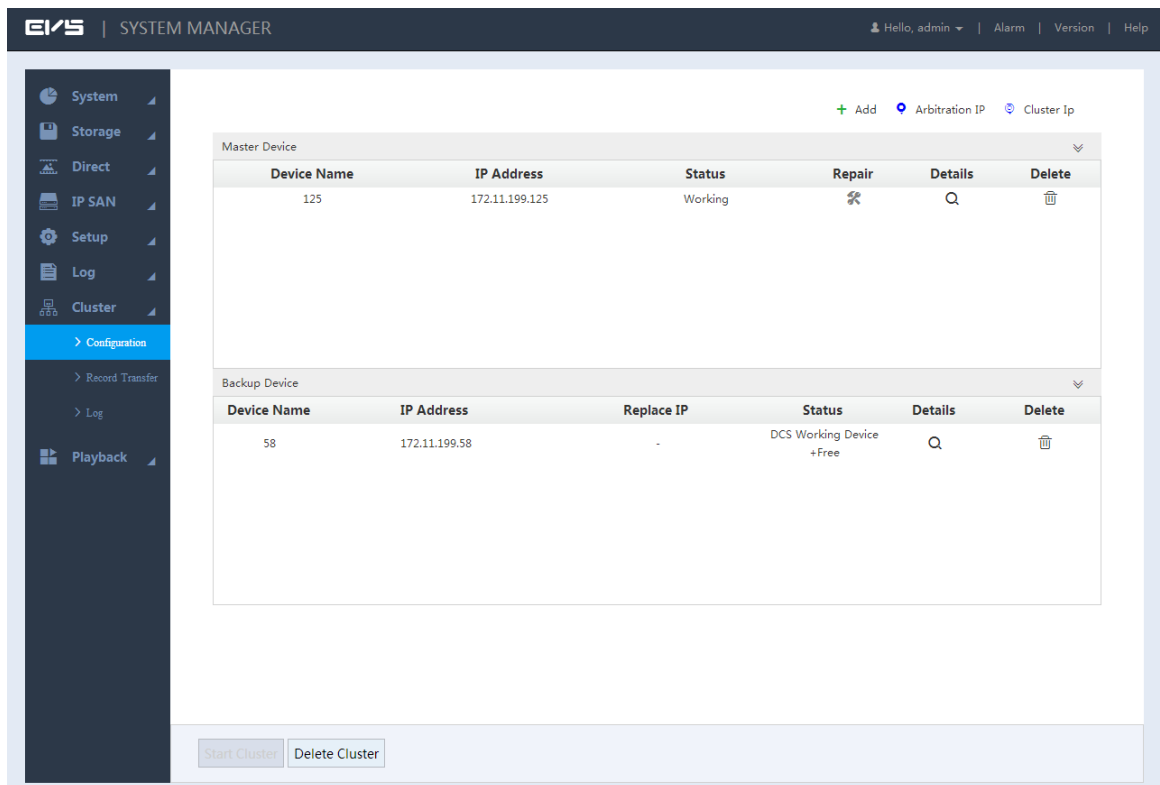 EVS | SYSTEM MANAGER
Hello, admin | Alarm | Version | Help
System
Storage
Direct
IP SAN
Setup
Log
Cluster
> Configuration
> Record Transfer
> Log
Playback
+ Add Arbitration IP Cluster Ip
Master Device
Device Name IP Address Status Repair Details Delete
125 172.11.199.125 Working
Backup Device
Device Name IP Address Replace IP Status Details Delete
58 172.11.199.58 - DCS Working Device
+Free
Start Cluster Delete Cluster